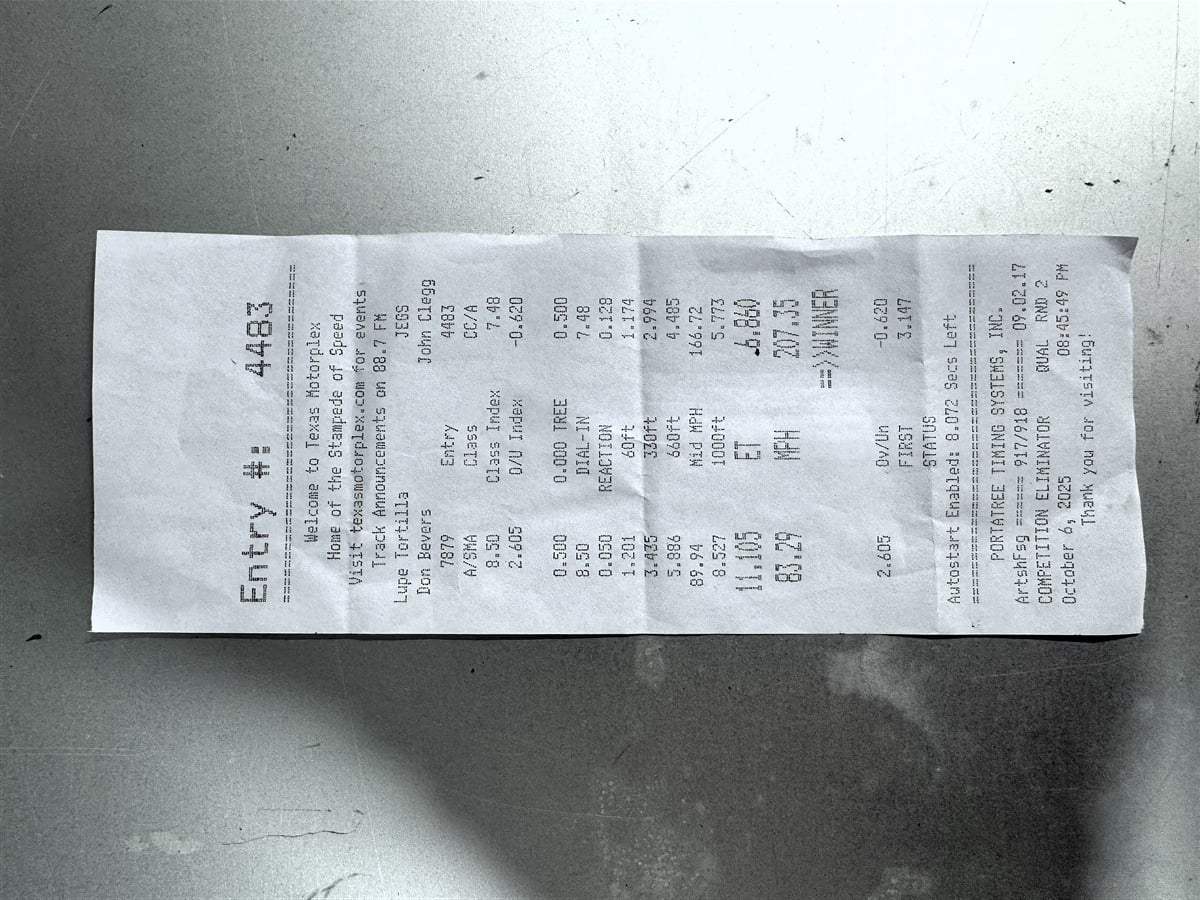 Entry #: 4483
==================================
Welcome to Texas Motorplex
Home of the Stampede of Speed
Visit texasmotorplex.com for events
Track Announcements on 88.7 FM
Lupe Tortilla JEGS
Don Bevers John Clegg
7879 Entry 4483
A/SMA Class CC/A
8.50 Class Index 7.48
2.605 O/U Index -0.620
0.500 0.000 TREE 0.500
8.50 DIAL-IN 7.48
0.050 REACTION 0.128
1.201 60ft 1.174
3.435 330ft 2.994
5.886 660ft 4.485
89.94 Mid MPH 166.72
8.527 1000ft 5.773
11.105 ET 6.860
83.29 MPH 207.35
==>>WINNER
2.605 Ov/Un -0.620
FIRST 3.147
STATUS
Autostart Enabled: 8.072 Secs Left
==================================
PORTATREE TIMING SYSTEMS, INC.
ArtshFsg ===== 917/918 ====== 09.02.17
COMPETITION ELIMINATOR QUAL RND 2
October 6, 2025 08:45:49 PM
Thank you for visiting!